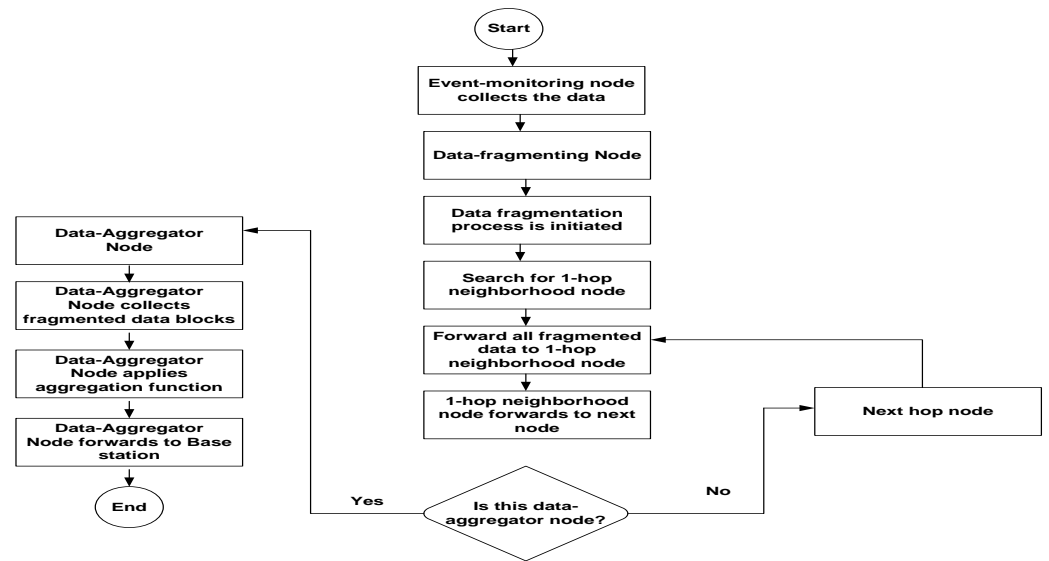 Start
Event-monitoring node
collects the data
Data-fragmenting Node
Data fragmentation
process is initiated
Search for 1-hop
neighborhood node
Forward all fragmented
data to 1-hop
neighborhood node
1-hop neighborhood
node forwards to next
node
Next hop node
Is this data-
aggregator node?
No
Yes
Data-Aggregator
Node
Data-Aggregator
Node collects
fragmented data blocks
Data-Aggregator
Node applies
aggregation function
Data-Aggregator
Node forwards to Base
station
End